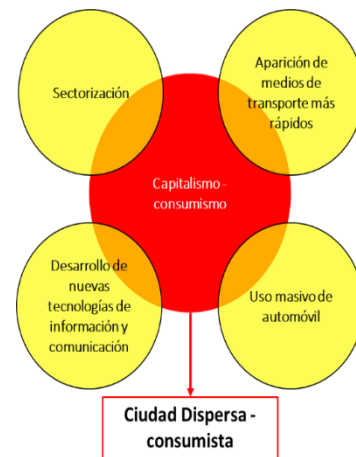 Sectorización
Aparición de
medios de
transporte más
rápidos
Capitalismo -
consumismo
Desarrollo de
nuevas
tecnologías de
información y
comunicación
Uso masivo de
automóvil
Ciudad Dispersa -
consumista